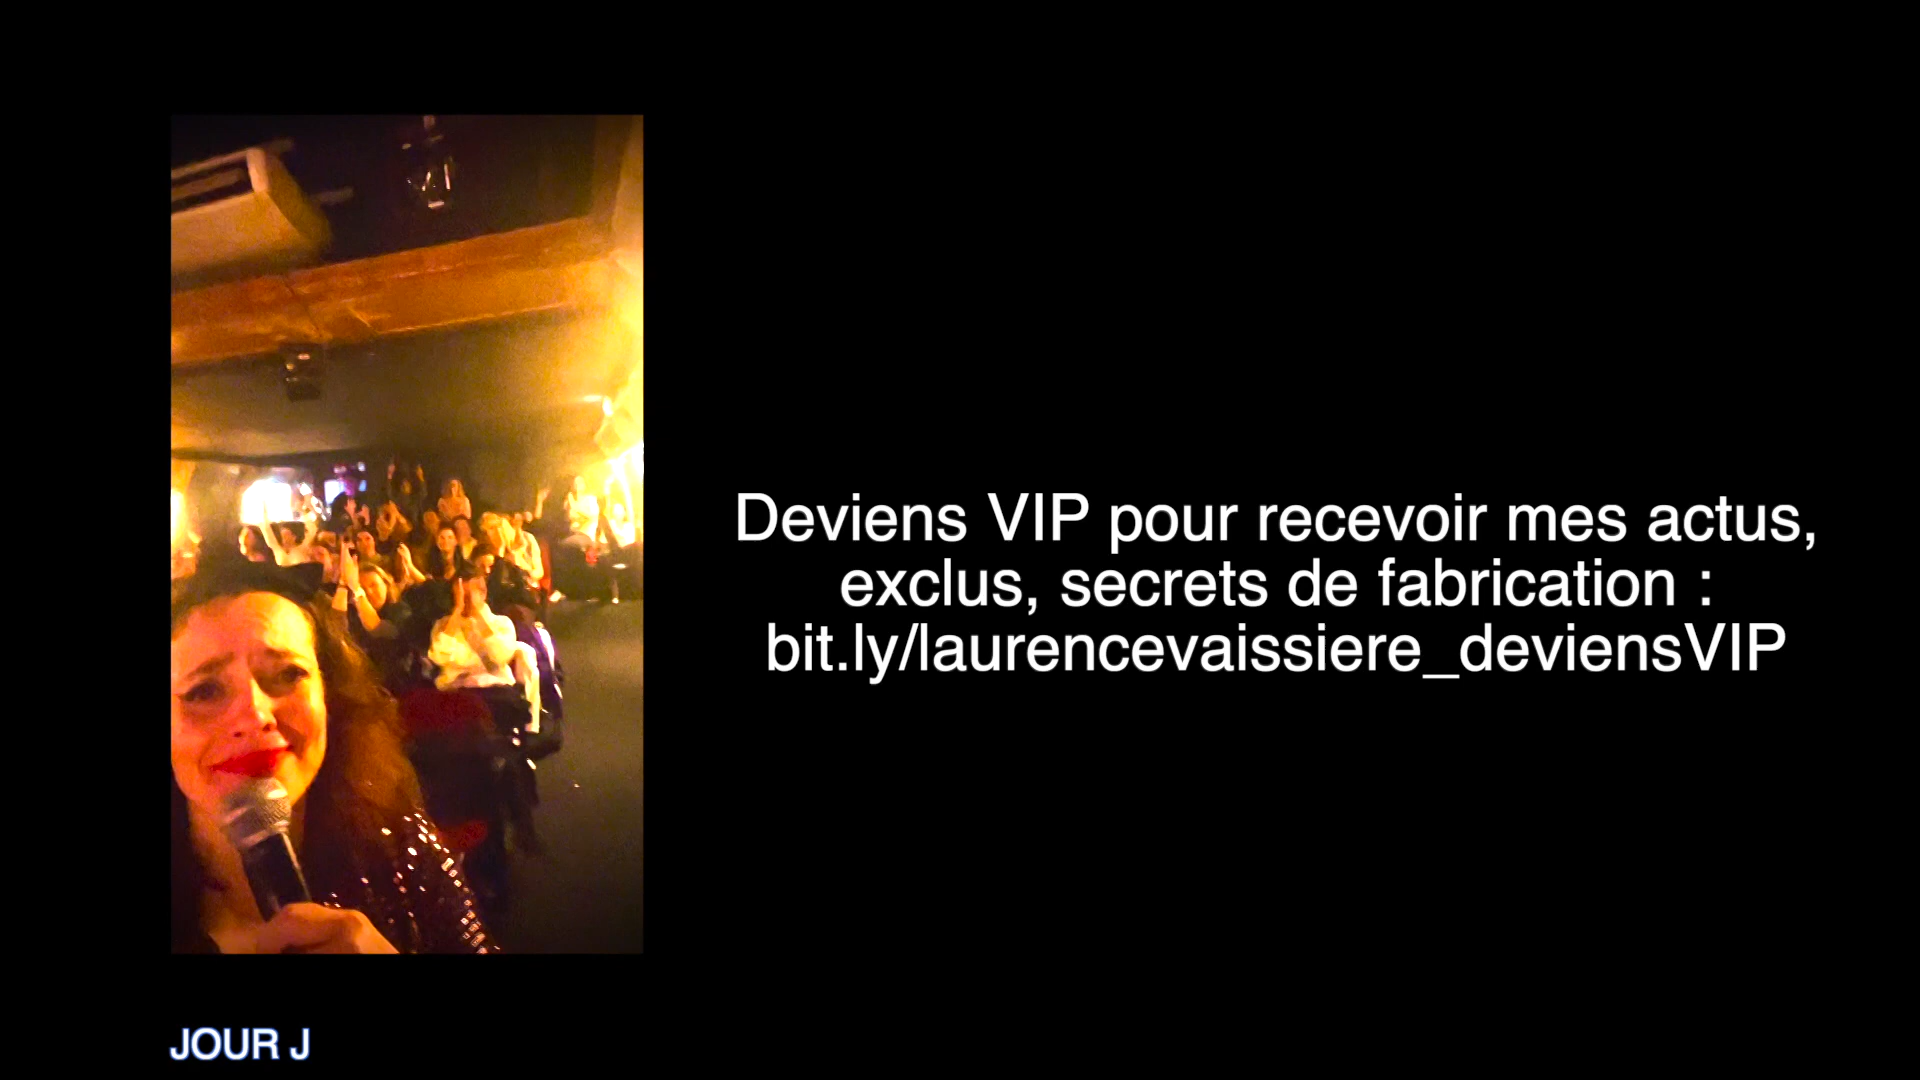 Deviens VIP pour recevoir mes actus,
exclus, secrets de fabrication :
bit.ly/laurencevaissiere_deviensVIP
JOUR J